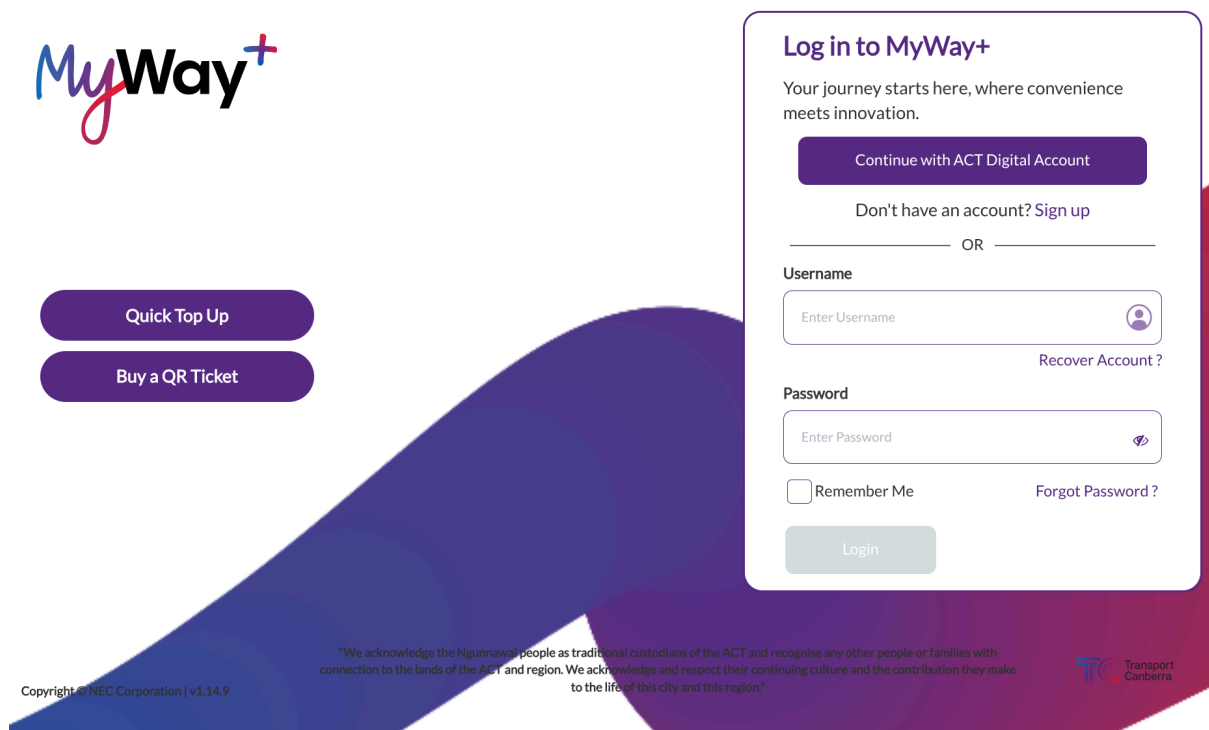 MyWay+
Quick Top Up
Buy a QR Ticket
Log in to MyWay+
Your journey starts here, where convenience
meets innovation.
Continue with ACT Digital Account
Don't have an account? Sign up
OR
Username
Enter Username
Recover Account ?
Password
Enter Password
Remember Me
Forgot Password ?
Login
"We acknowledge the Ngunnawal people as traditional custodians of the ACT and recognise any other people or families with
connection to the lands of the ACT and region. We acknowledge and respect their continuing culture and the contribution they make
to the life of this city and this region."
Copyright © NEC Corporation | v1.14.9
TC Transport
Canberra